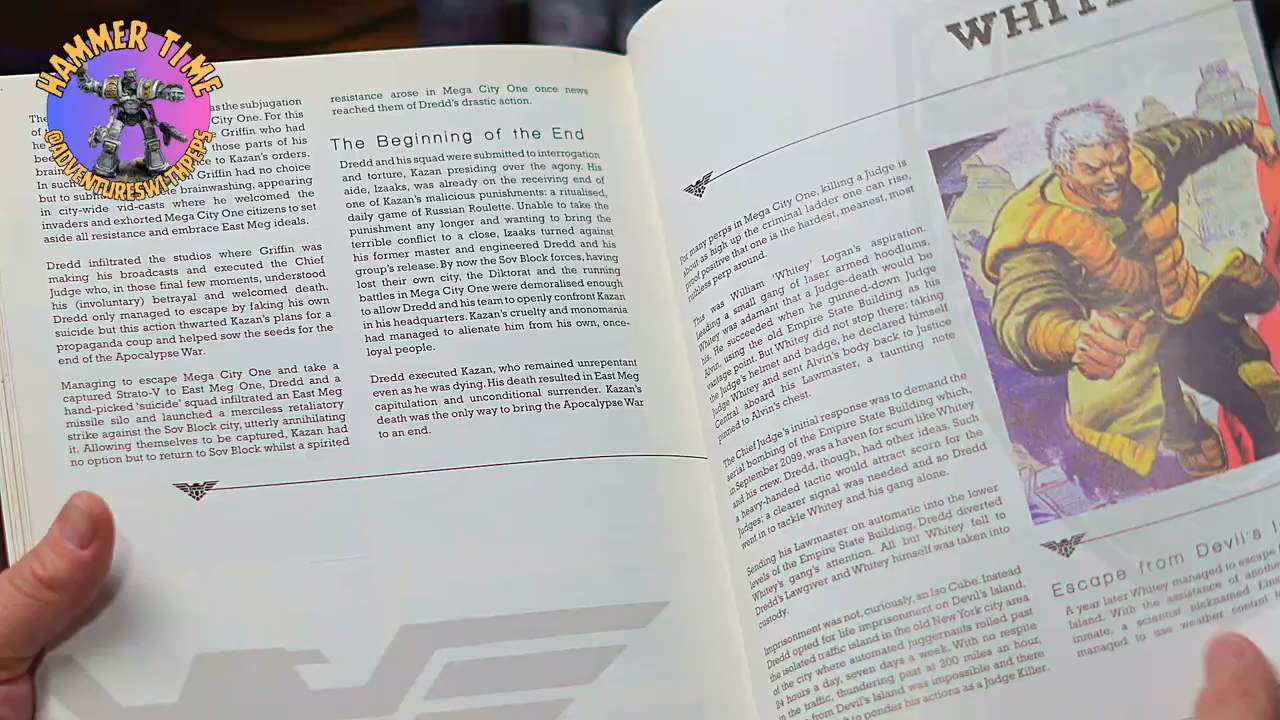 HAMMER TIME
@ADVENTURESWITHPEPS
The as the subjugation
of City One. For this
he Griffin who had
bee those parts of his
brain e to Kazan's orders.
In such Griffin had no choice
but to subm e brainwashing, appearing
in city-wide vid-casts where he welcomed the
invaders and exhorted Mega City One citizens to set
aside all resistance and embrace East Meg ideals.
Dredd infiltrated the studios where Griffin was
making his broadcasts and executed the Chief
Judge who, in those final few moments, understood
his (involuntary) betrayal and welcomed death.
Dredd only managed to escape by faking his own
suicide but this action thwarted Kazan's plans for a
propaganda coup and helped sow the seeds for the
end of the Apocalypse War.
Managing to escape Mega City One and take a
captured Strato-V to East Meg One, Dredd and a
hand-picked 'suicide' squad infiltrated an East Meg
missile silo and launched a merciless retaliatory
strike against the Sov Block city, utterly annihilating
it. Allowing themselves to be captured, Kazan had
no option but to return to Sov Block whilst a spirited
resistance arose in Mega City One once news
reached them of Dredd's drastic action.
The Beginning of the End
Dredd and his squad were submitted to interrogation
and torture, Kazan presiding over the agony. His
aide, Izaaks, was already on the receiving end of
one of Kazan's malicious punishments: a ritualised,
daily game of Russian Roulette. Unable to take the
punishment any longer and wanting to bring the
terrible conflict to a close, Izaaks turned against
his former master and engineered Dredd and his
group's release. By now the Sov Block forces, having
lost their own city, the Diktorat and the running
battles in Mega City One were demoralised enough
to allow Dredd and his team to openly confront Kazan
in his headquarters. Kazan's cruelty and monomania
had managed to alienate him from his own, once-
loyal people.
Dredd executed Kazan, who remained unrepentant
even as he was dying. His death resulted in East Meg
capitulation and unconditional surrender. Kazan's
death was the only way to bring the Apocalypse War
to an end.
WHITE
For many perps in Mega City One, killing a Judge is
about as high up the criminal ladder one can rise,
proof positive that one is the hardest, meanest, most
ruthless perp around.
This was William 'Whitey' Logan's aspiration.
Leading a small gang of laser armed hoodlums,
Whitey was adamant that a Judge-death would be
his. He succeeded when he gunned-down Judge
Alvin, using the old Empire State Building as his
vantage point. But Whitey did not stop there: taking
the Judge's helmet and badge, he declared himself
Judge Whitey and sent Alvin's body back to Justice
Central aboard his Lawmaster, a taunting note
pinned to Alvin's chest.
The Chief Judge's initial response was to demand the
aerial bombing of the Empire State Building which,
in September 2099, was a haven for scum like Whitey
and his crew. Dredd, though, had other ideas. Such
a heavy-handed tactic would attract scorn for the
Judges; a clearer signal was needed and so Dredd
went in to tackle Whitey and his gang alone.
Sending his Lawmaster on automatic into the lower
levels of the Empire State Building, Dredd diverted
Whitey's gang's attention. All but Whitey fell to
Dredd's Lawgiver and Whitey himself was taken into
custody.
Imprisonment was not, curiously, an Iso Cube. Instead
Dredd opted for life imprisonment on Devil's Island,
the isolated traffic island in the old New York city area
of the city where automated juggernauts rolled past
24 hours a day, seven days a week. With no respite
in the traffic, thundering past at 200 miles an hour,
from Devil's Island was impossible and there
to ponder his actions as a Judge Killer.
Escape from Devil's I
A year later Whitey managed to escape
Island. With the assistance of another
inmate, a scientist nicknamed
managed to use weather control